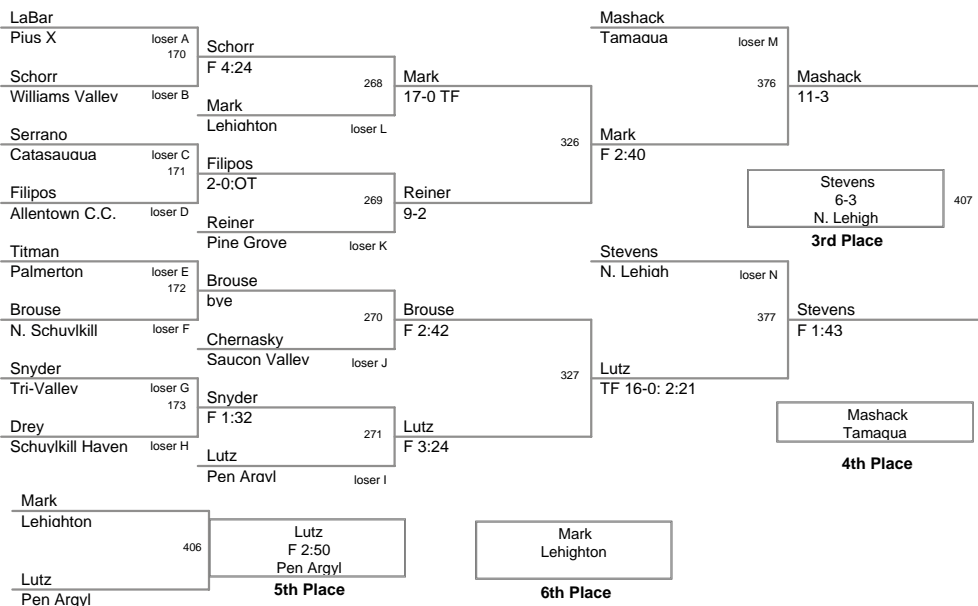 LaBar
Pius X
loser A
170
Schorr
Williams Valley
loser B
Schorr
F 4:24
268
Mark
Lehighton
loser L
Serrano
Catasauqua
loser C
171
Filipos
Allentown C.C.
loser D
Filipos
2-0:OT
269
Reiner
Pine Grove
loser K
Titman
Palmerton
loser E
172
Brouse
N. Schuylkill
loser F
Brouse
bye
270
Chernasky
Saucon Valley
loser J
Snyder
Tri-Valley
loser G
173
Drey
Schuylkill Haven
loser H
Snyder
F 1:32
271
Lutz
Pen Argyl
loser I
Mark
17-0 TF
326
Reiner
9-2
Brouse
F 2:42
327
Lutz
F 3:24
Mashack
Tamaqua
loser M
376
Mark
F 2:40
Mashack
11-3
Stevens
6-3
N. Lehigh
407
3rd Place
Stevens
N. Lehigh
loser N
377
Lutz
TF 16-0: 2:21
Stevens
F 1:43
Mashack
Tamaqua
4th Place
Mark
Lehighton
406
Lutz
Pen Argyl
Lutz
F 2:50
Pen Argyl
5th Place
Mark
Lehighton
6th Place